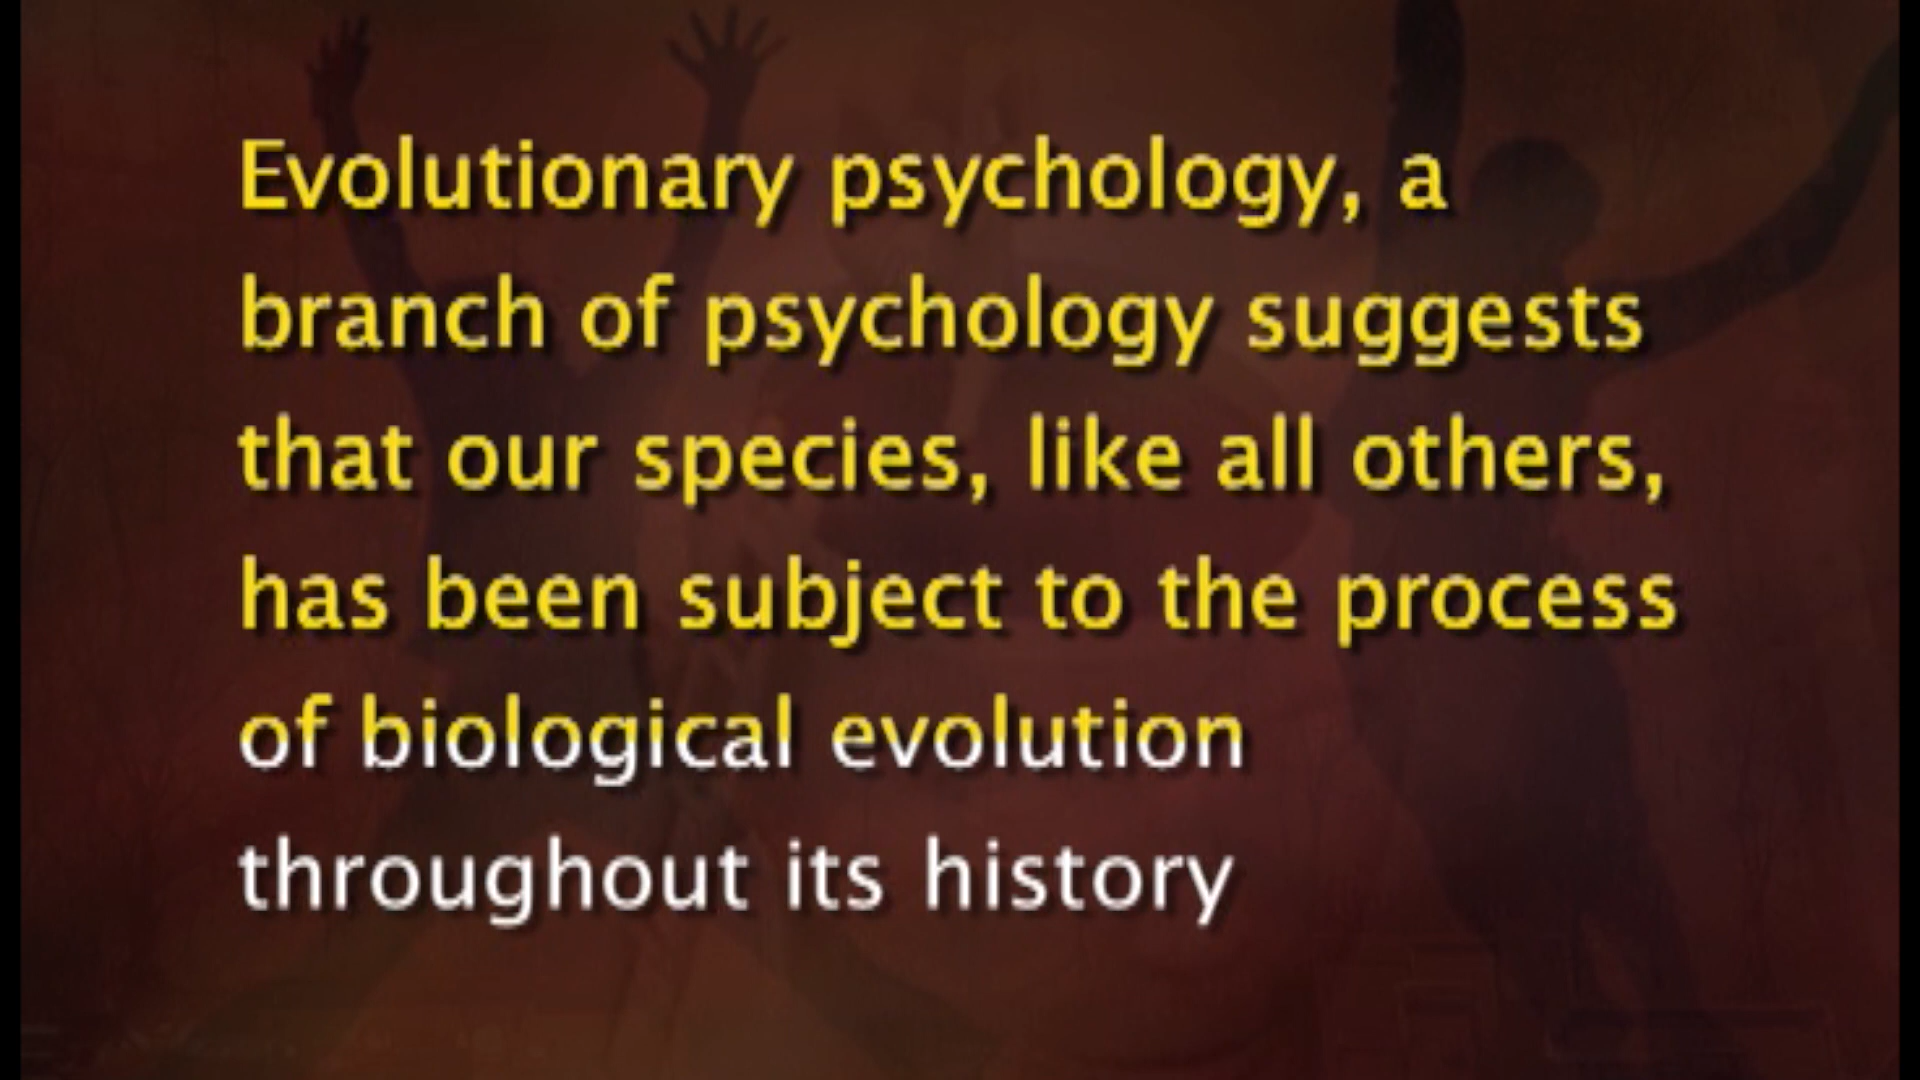 Evolutionary psychology, a
branch of psychology suggests
that our species, like all others,
has been subject to the process
of biological evolution
throughout its history